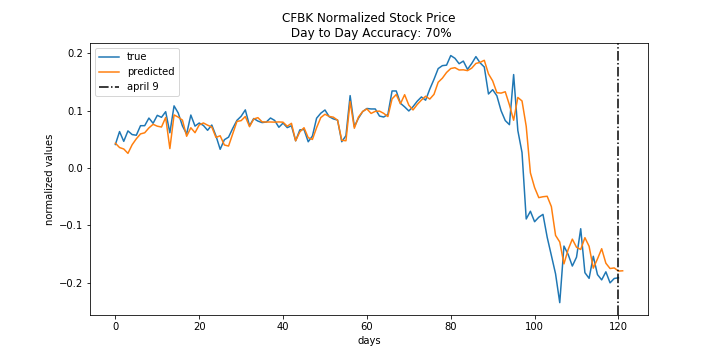 CFBK Normalized Stock Price
Day to Day Accuracy: 70%
true
predicted
april 9
normalized values
0.2
0.1
0.0
−0.1
−0.2
0
20
40
60
80
100
120
days